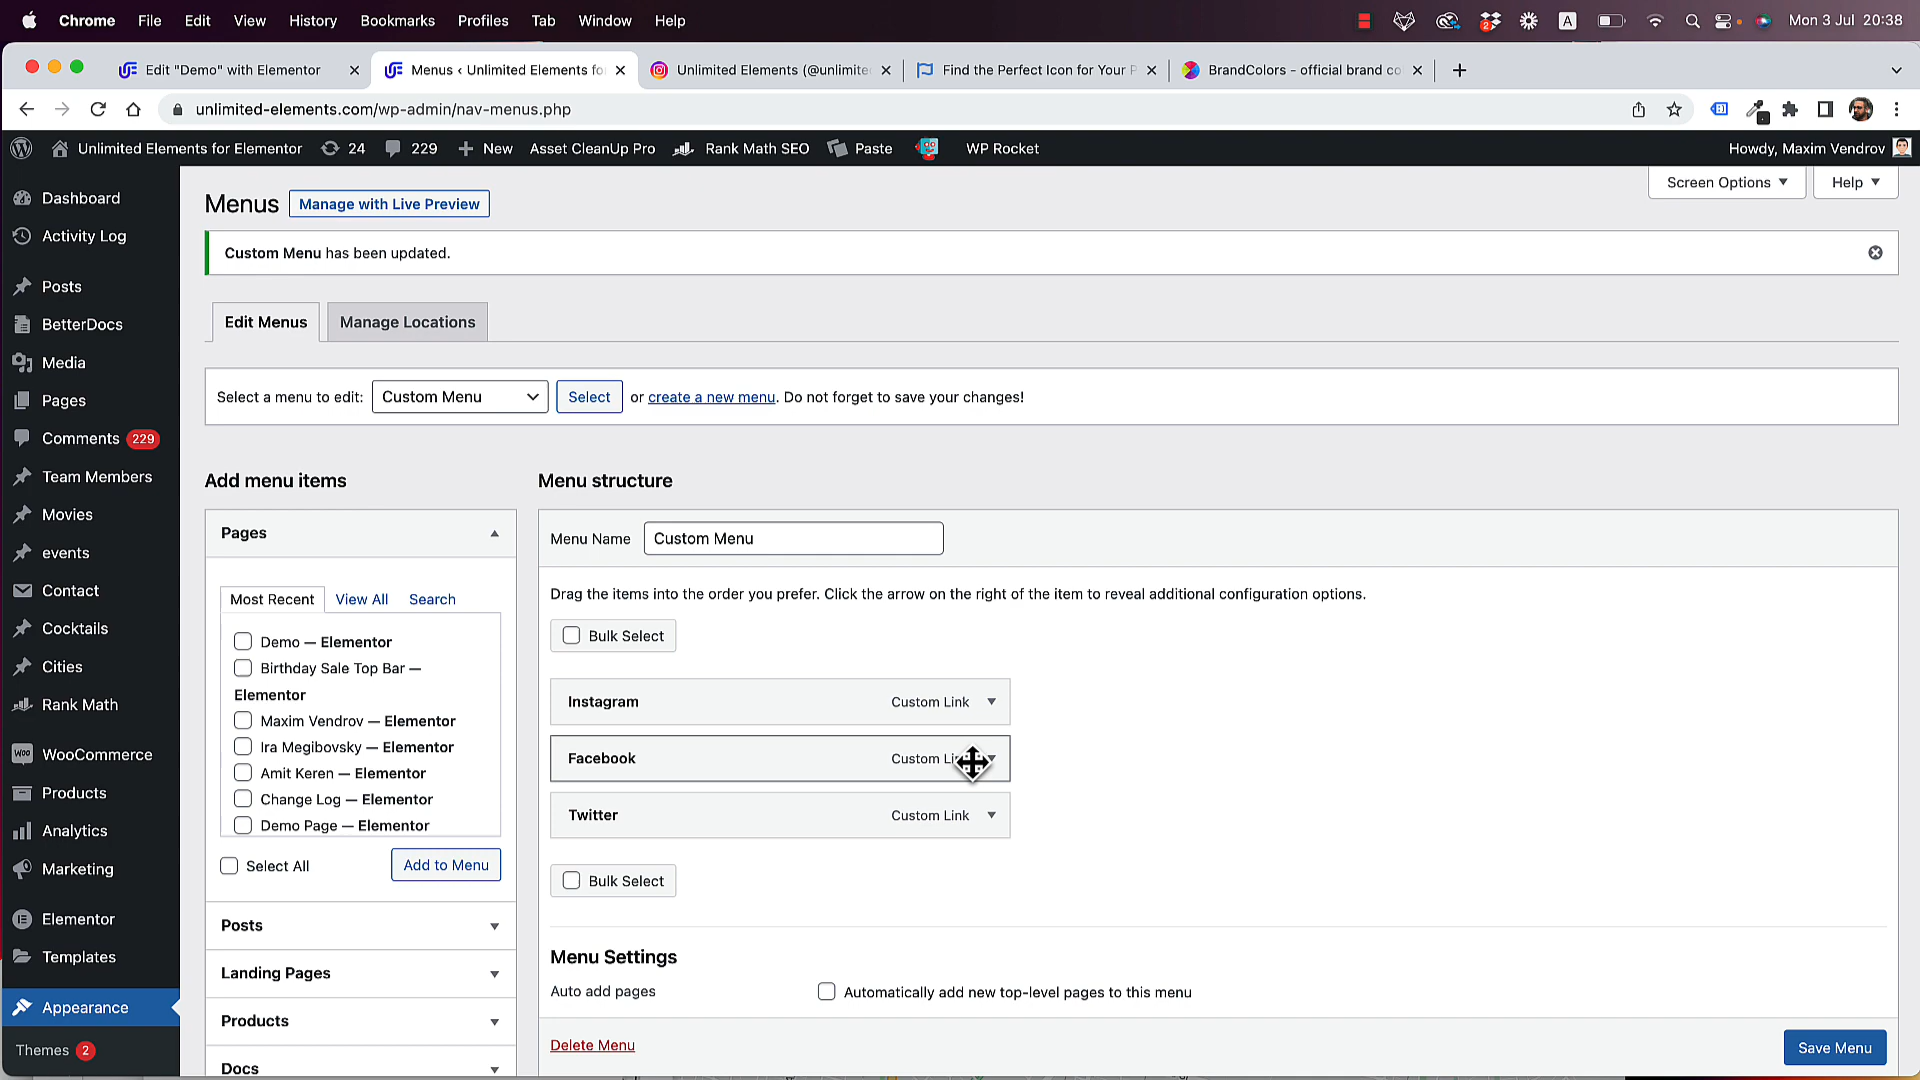 Chrome File Edit View History Bookmarks Profiles Tab Window Help A 2 Mon 3 Jul 20:38
Edit "Demo" with Elementor Menus ‹ Unlimited Elements fo Unlimited Elements (@unlimite Find the Perfect Icon for Your P BrandColors - official brand co
unlimited-elements.com/wp-admin/nav-menus.php
Unlimited Elements for Elementor 24 229 New Asset CleanUp Pro Rank Math SEO Paste WP Rocket Howdy, Maxim Vendrov
Screen Options Help
Dashboard
Activity Log
Posts
BetterDocs
Media
Pages
Comments 229
Team Members
Movies
events
Contact
Cocktails
Cities
Rank Math
WooCommerce
Products
Analytics
Marketing
Elementor
Templates
Appearance
Themes 2
Menus Manage with Live Preview
Custom Menu has been updated.
Edit Menus Manage Locations
Select a menu to edit: Custom Menu Select or create a new menu. Do not forget to save your changes!
Add menu items
Pages
Most Recent View All Search
Demo — Elementor
Birthday Sale Top Bar —
Elementor
Maxim Vendrov — Elementor
Ira Megibovsky — Elementor
Amit Keren — Elementor
Change Log — Elementor
Demo Page — Elementor
Select All Add to Menu
Posts
Landing Pages
Products
Docs
Menu structure
Menu Name Custom Menu
Drag the items into the order you prefer. Click the arrow on the right of the item to reveal additional configuration options.
Bulk Select
Instagram Custom Link
Facebook Custom
Twitter Custom Link
Bulk Select
Menu Settings
Auto add pages Automatically add new top-level pages to this menu
Delete Menu Save Menu